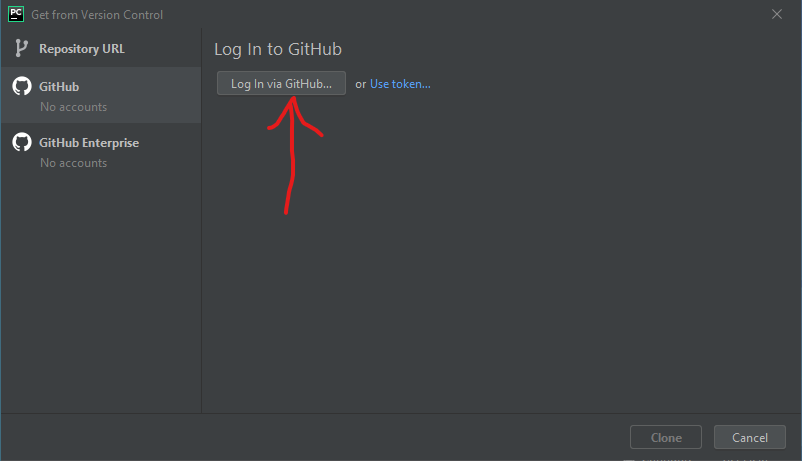 PC Get from Version Control
Repository URL
GitHub
No accounts
GitHub Enterprise
No accounts
Log In to GitHub
Log In via GitHub... or Use token...
Clone Cancel